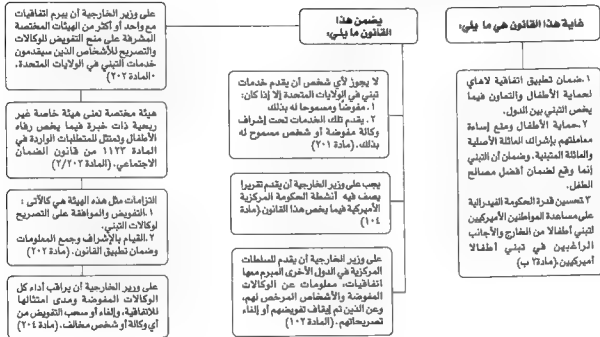 غاية هذا القانون هي ما يلي:
١.ضمان تطبيق اتفاقية لاهاي
لحماية الأطفال والتعاون فيما
يخص التبني بين الدول.
٢.حماية الأطفال ومنع إساءة
معاملتهم بإشراك العائلة الأصلية
والعائلة المتبنية. وضمان أن التبني
إنما وقع لضمان أفضل مصالح
الطفل.
٣.تحسين قدرة الحكومة الفيدرالية
على مساعدة المواطنين الأميركيين
لتبني أطفالا من الخارج والأجانب
الراغبين في تبني أطفالا
أميركيين.(مادة٢ ب)
يضمن هذا
القانون ما يلي:
لا يجوز لأي شخص أن يقدم خدمات
تبني في الولايات المتحدة إلا إذا كان:
١. مفوضا ومسموحا له بذلك.
٢. يقدم تلك الخدمات تحت إشراف
وكالة مفوضة أو شخص مسموح له
بذلك.(مادة ٢٠١)
يجب على وزير الخارجية أن يقدم تقريرا
يصف فيه أنشطة الحكومة المركزية
الأميركية فيما يخص هذا القانون.(مادة
١٠٤)
على وزير الخارجية أن يقدم للسلطات
المركزية في الدول الأخرى المبرم معها
اتفاقيات، معلومات عن الوكالات
المفوضة والأشخاص المرخص لهم،
وعن الذين تم إيقاف تفويضهم أو إلغاء
تصريحاتهم.(المادة ١٠٢)
على وزير الخارجية أن يبرم اتفاقيات
مع واحد أو أكثر من الهيئات المختصة
المشرفة على منح التفويض للوكالات
والتصريح للأشخاص الذين سيقدمون
خدمات التبني في الولايات المتحدة.
(المادة ٢٠٢)
هيئة مختصة تعني هيئة خاصة غير
ربحية ذات خبرة فيما يخص رفاه
الأطفال وتمتثل للمتطلبات الواردة في
المادة ١١٢٣ من قانون الضمان
الاجتماعي. (المادة ٢/٢٠٢)
التزامات مثل هذه الهيئة هي كالآتي :
١.التفويض والموافقة على التصريح
لوكالات التبني.
٢.القيام بالإشراف وجمع المعلومات
وضمان تطبيق القانون. (مادة ٢٠٢)
على وزير الخارجية أن يراقب أداء كل
الوكالات المفوضة ومدى امتثالها
للاتفاقية، وإلغاء أو سحب التفويض من
أي وكالة أو شخص مخالف.(مادة ٢٠٤)